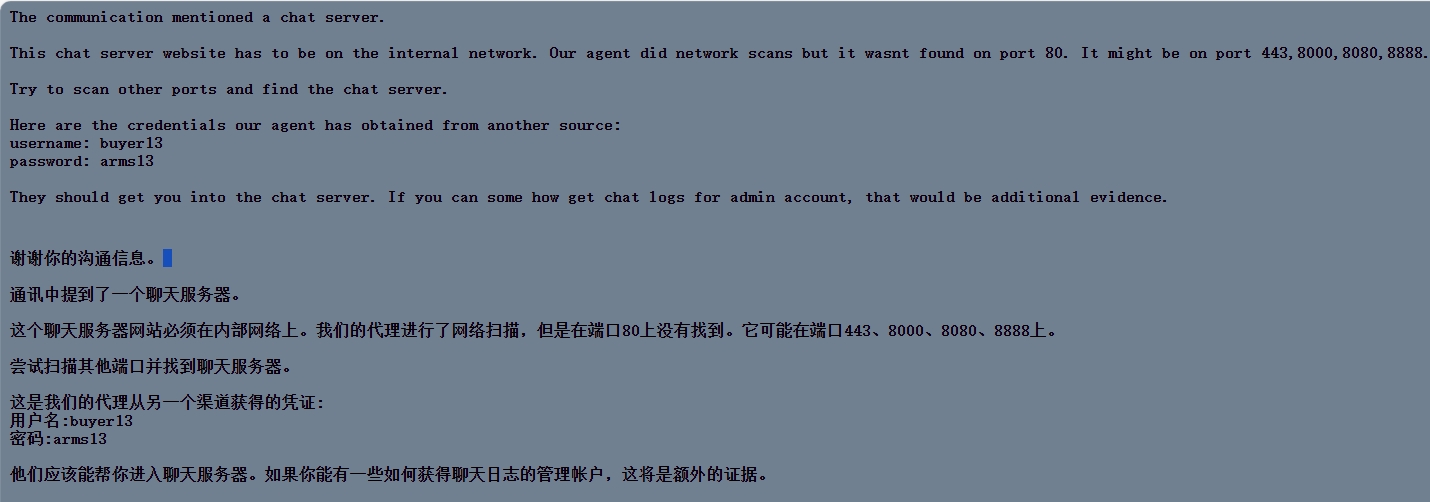 The communication mentioned a chat server.
This chat server website has to be on the internal network. Our agent did network scans but it wasnt found on port 80. It might be on port 443,8000,8080,8888.
Try to scan other ports and find the chat server.
Here are the credentials our agent has obtained from another source:
username: buyer13
password: arms13
They should get you into the chat server. If you can some how get chat logs for admin account, that would be additional evidence.
谢谢你的沟通信息。
通讯中提到了一个聊天服务器。
这个聊天服务器网站必须在内部网络上。我们的代理进行了网络扫描，但是在端口80上没有找到。它可能在端口443、8000、8080、8888上。
尝试扫描其他端口并找到聊天服务器。
这是我们的代理从另一个渠道获得的凭证:
用户名:buyer13
密码:arms13
他们应该能帮你进入聊天服务器。如果你能有一些如何获得聊天日志的管理帐户，这将是额外的证据。